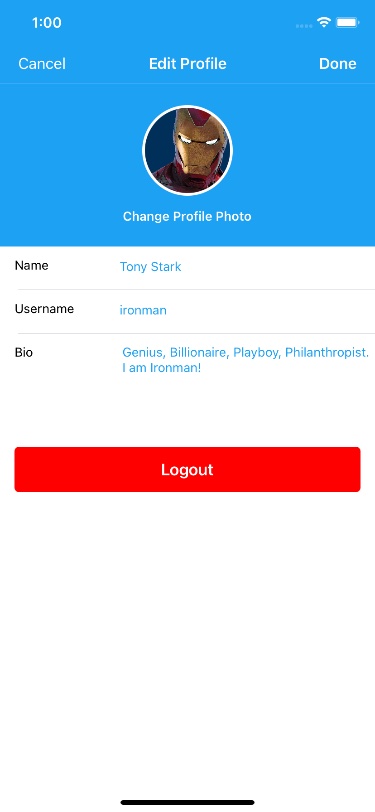 1:00
Cancel
Edit Profile
Done
Change Profile Photo
Name
Tony Stark
Username
ironman
Bio
Genius, Billionaire, Playboy, Philanthropist.
I am Ironman!
Logout